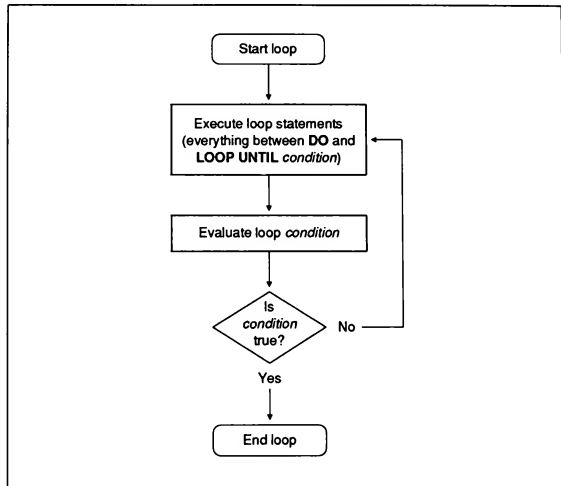 Start loop
Execute loop statements
(everything between DO and
LOOP UNTIL condition)
Evaluate loop condition
Is
condition
true?
No
Yes
End loop